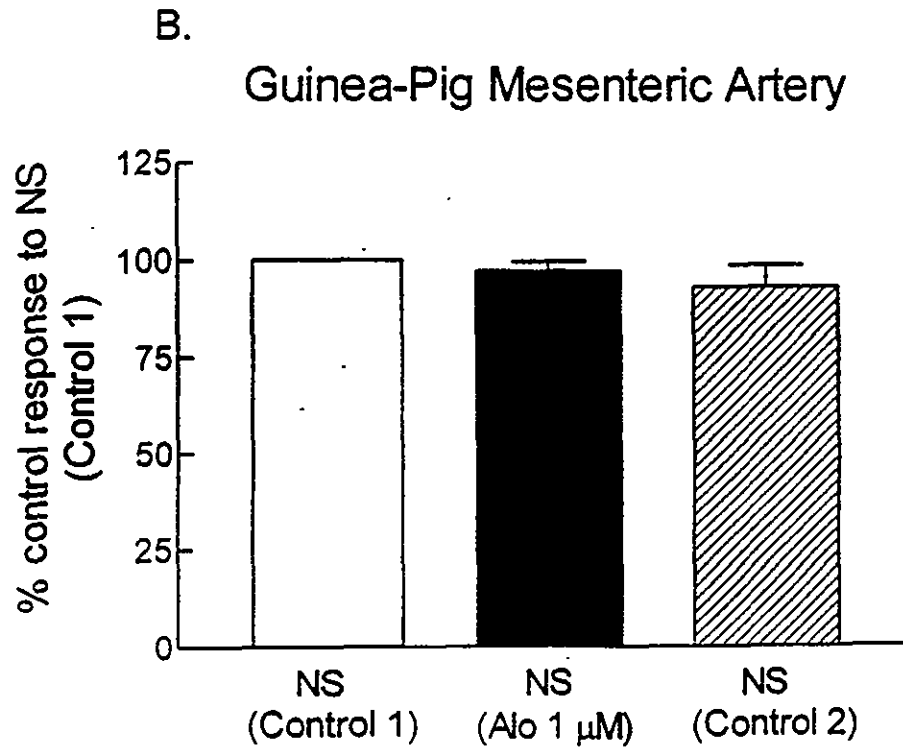 B.
Guinea-Pig Mesenteric Artery
% control response to NS
(Control 1)
125
100
75
50
25
0
NS
(Control 1)
NS
(Alo 1 μM)
NS
(Control 2)